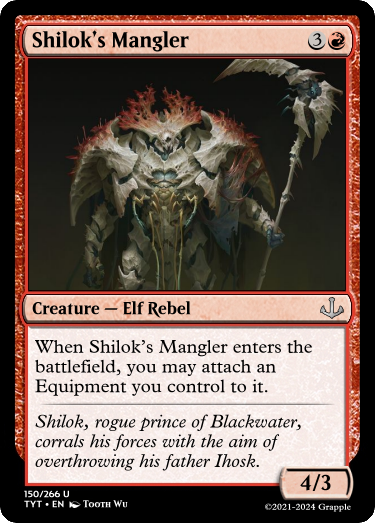 Shilok's Mangler 3
Creature — Elf Rebel
When Shilok's Mangler enters the
battlefield, you may attach an
Equipment you control to it.
Shilok, rogue prince of Blackwater,
corrals his forces with the aim of
overthrowing his father Ihosk.
4/3
150/266 U
TYT • EN Tooth Wu
©2021-2024 Grapple